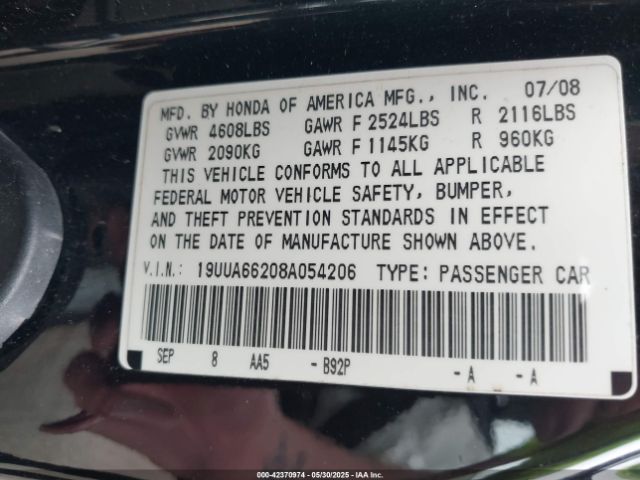 MFD. BY HONDA OF AMERICA MFG., INC. 07/08
GVWR 4608LBS GAWR F 2524LBS R 2116LBS
GVWR 2090KG GAWR F 1145KG R 960KG
THIS VEHICLE CONFORMS TO ALL APPLICABLE
FEDERAL MOTOR VEHICLE SAFETY, BUMPER,
AND THEFT PREVENTION STANDARDS IN EFFECT
ON THE DATE OF MANUFACTURE SHOWN ABOVE.
V.I.N.: 19UUA66208A054206 TYPE: PASSENGER CAR
SEP 8 AA5 - B92P - A - A
000-42370974 | 05/30/2025 - IAA, Inc.